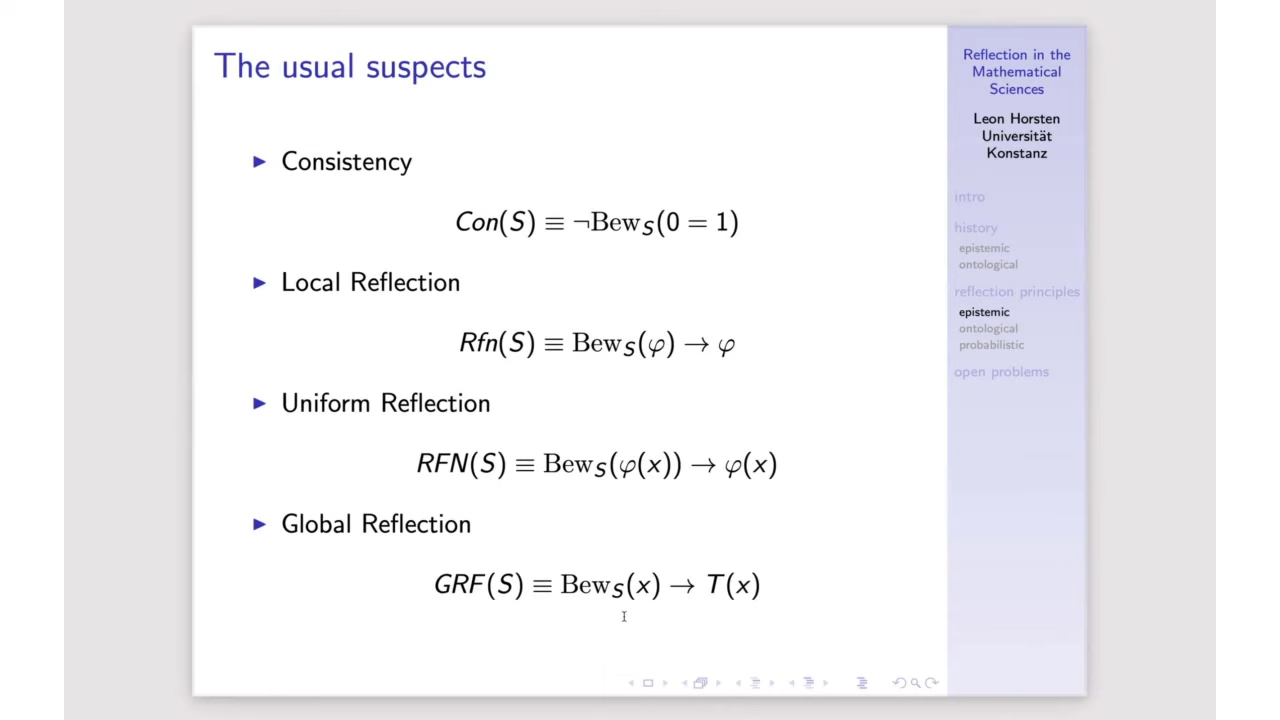 The usual suspects
▶ Consistency
Con(S) ≡ ¬Bew_S(0 = 1)
▶ Local Reflection
Rfn(S) ≡ Bew_S(φ) → φ
▶ Uniform Reflection
RFN(S) ≡ Bew_S(φ(x)) → φ(x)
▶ Global Reflection
GRF(S) ≡ Bew_S(x) → T(x)
Reflection in the
Mathematical
Sciences
Leon Horsten
Universität
Konstanz
intro
history
epistemic
ontological
reflection principles
epistemic
ontological
probabilistic
open problems